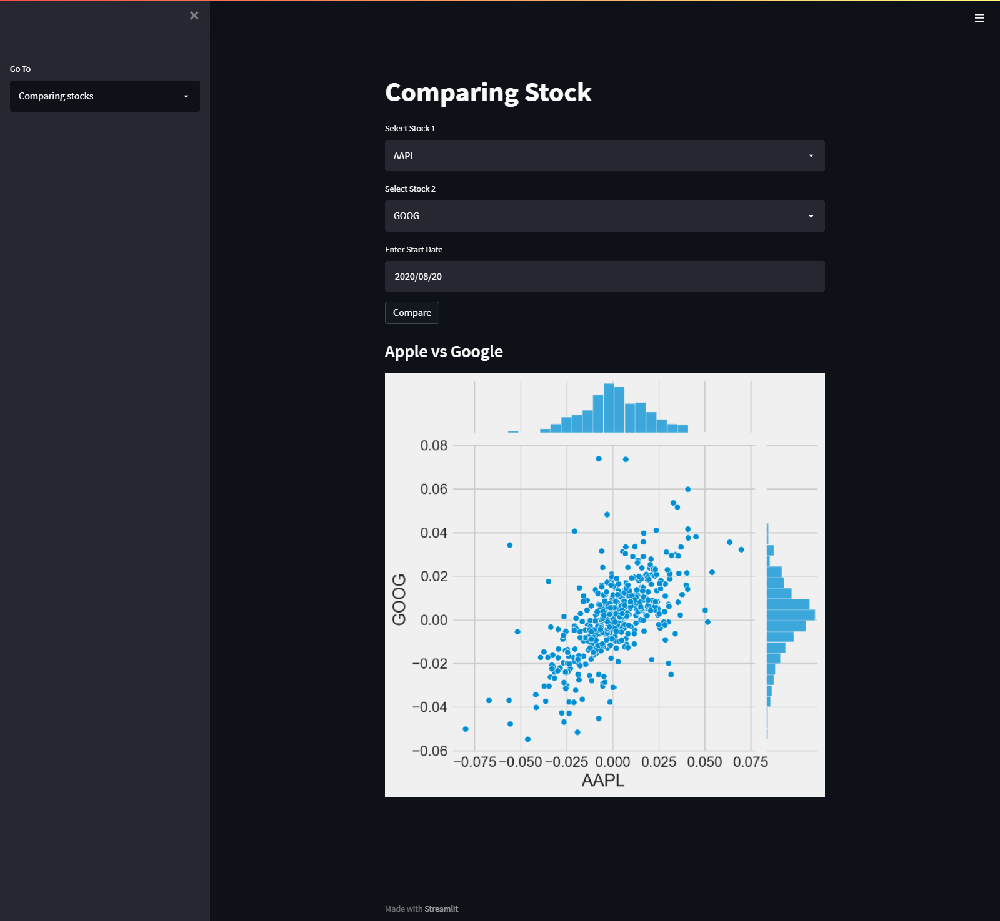 ×
Go To
Comparing stocks
Comparing Stock
Select Stock 1
AAPL
Select Stock 2
GOOG
Enter Start Date
2020/08/20
Compare
Apple vs Google
0.08
0.06
0.04
0.02
0.00
−0.02
−0.04
−0.06
GOOG
−0.075 −0.050 −0.025 0.000 0.025 0.050 0.075
AAPL
Made with Streamlit